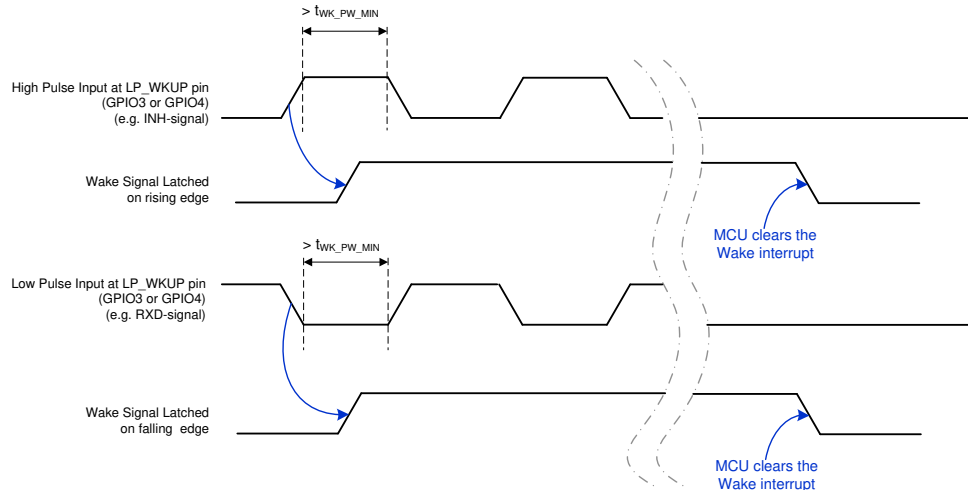 > tWK_PW_MIN
High Pulse Input at LP_WKUP pin
(GPIO3 or GPIO4)
(e.g. INH-signal)
Wake Signal Latched
on rising edge
MCU clears the
Wake interrupt
> tWK_PW_MIN
Low Pulse Input at LP_WKUP pin
(GPIO3 or GPIO4)
(e.g. RXD-signal)
Wake Signal Latched
on falling edge
MCU clears the
Wake interrupt